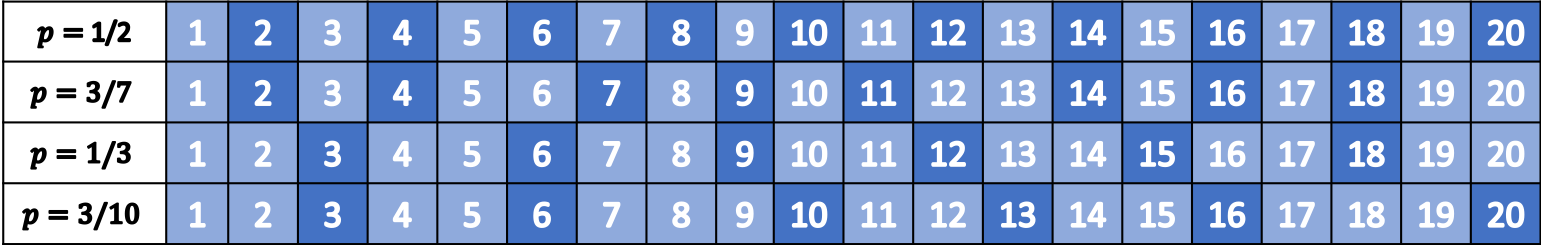 p = 1/2 1 2 3 4 5 6 7 8 9 10 11 12 13 14 15 16 17 18 19 20
p = 3/7 1 2 3 4 5 6 7 8 9 10 11 12 13 14 15 16 17 18 19 20
p = 1/3 1 2 3 4 5 6 7 8 9 10 11 12 13 14 15 16 17 18 19 20
p = 3/10 1 2 3 4 5 6 7 8 9 10 11 12 13 14 15 16 17 18 19 20